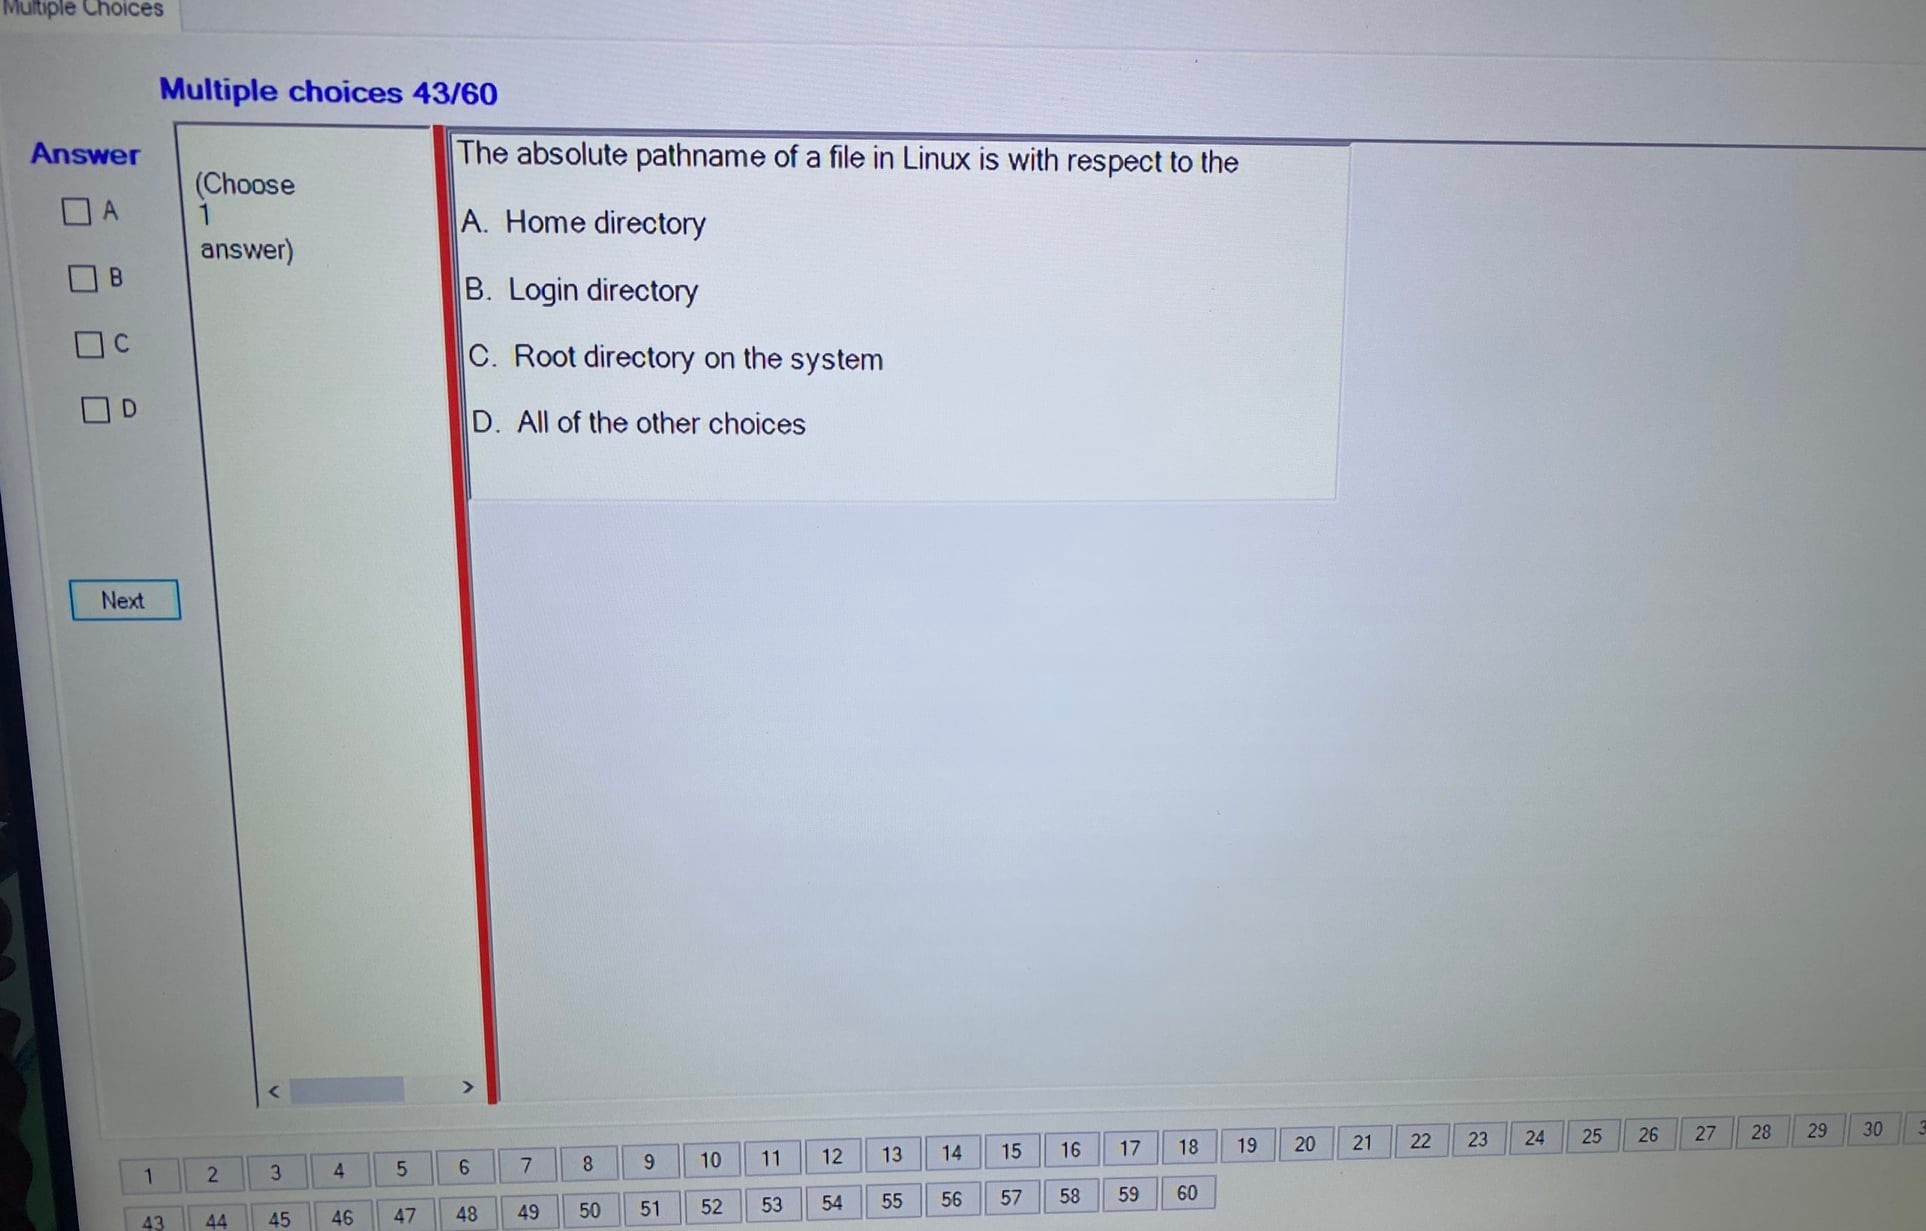 Multiple Choices
Multiple choices 43/60
Answer
A
B
C
D
Next
(Choose
1
answer)
The absolute pathname of a file in Linux is with respect to the
A. Home directory
B. Login directory
C. Root directory on the system
D. All of the other choices
< >
1 2 3 4 5 6 7 8 9 10 11 12 13 14 15 16 17 18 19 20 21 22 23 24 25 26 27 28 29 30
43 44 45 46 47 48 49 50 51 52 53 54 55 56 57 58 59 60